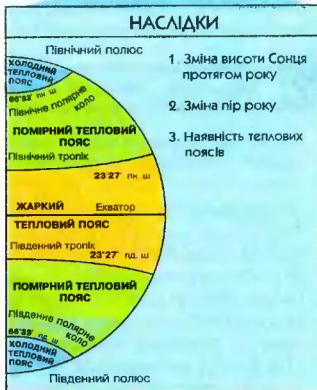 НАСЛІДКИ
Північний полюс
ХОЛОДНИЙ
ТЕПЛОВИЙ
ПОЯС
66°33' пн. ш
Північне полярне
коло
ПОМІРНИЙ ТЕПЛОВИЙ
ПОЯС
Північний тропік
23°27' пн. ш
ЖАРКИЙ Екватор
ТЕПЛОВИЙ ПОЯС
Південний тропік
23°27' пд. ш
ПОМІРНИЙ ТЕПЛОВИЙ
ПОЯС
Південне полярне
коло
66°33' пд. ш
ХОЛОДНИЙ
ТЕПЛОВИЙ
ПОЯС
Південний полюс
1. Зміна висоти Сонця
протягом року
2. Зміна пір року
3. Наявність теплових
поясів